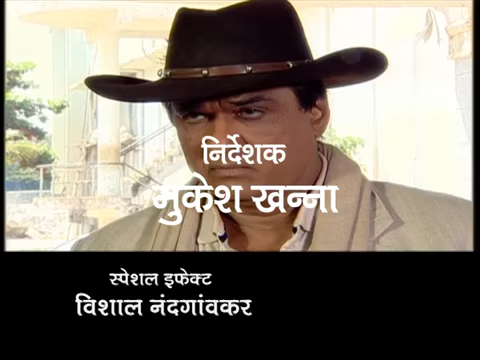 निर्देशक
मुकेश खन्ना
स्पेशल इफेक्ट
विशाल नंदगांवकर